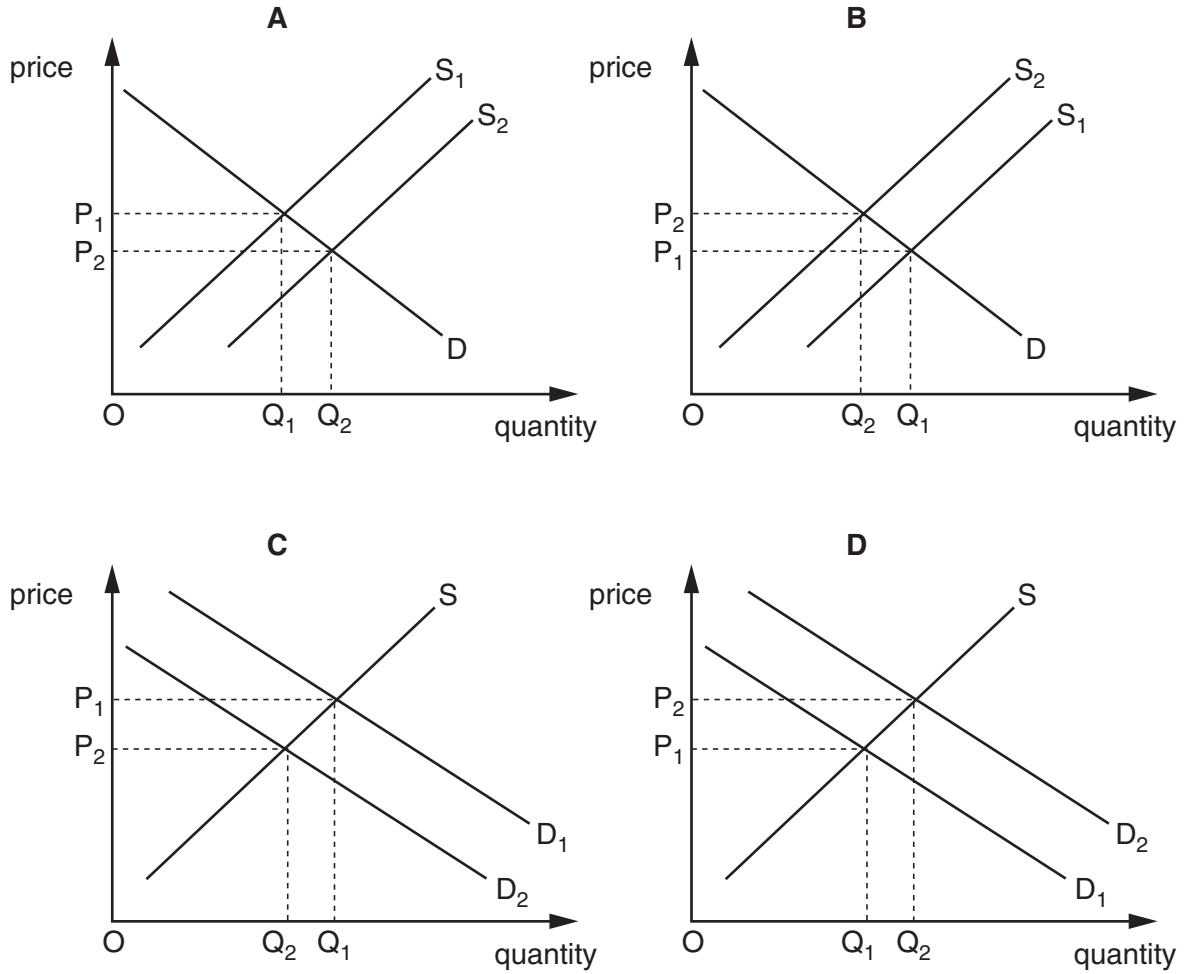 A
price
S₁
S₂
P₁
P₂
D
O
Q₁ Q₂
quantity
B
price
S₂
S₁
P₂
P₁
D
O
Q₂ Q₁
quantity
C
price
S
P₁
P₂
D₁
D₂
O
Q₂ Q₁
quantity
D
price
S
P₂
P₁
D₂
D₁
O
Q₁ Q₂
quantity